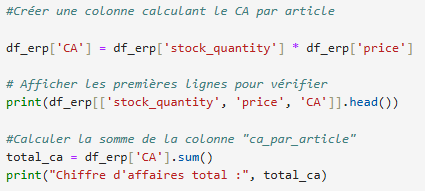 #Créer une colonne calculant le CA par article
df_erp['CA'] = df_erp['stock_quantity'] * df_erp['price']
# Afficher les premières lignes pour vérifier
print(df_erp[['stock_quantity', 'price', 'CA']].head())
#Calculer la somme de la colonne "ca_par_article"
total_ca = df_erp['CA'].sum()
print("Chiffre d'affaires total :", total_ca)